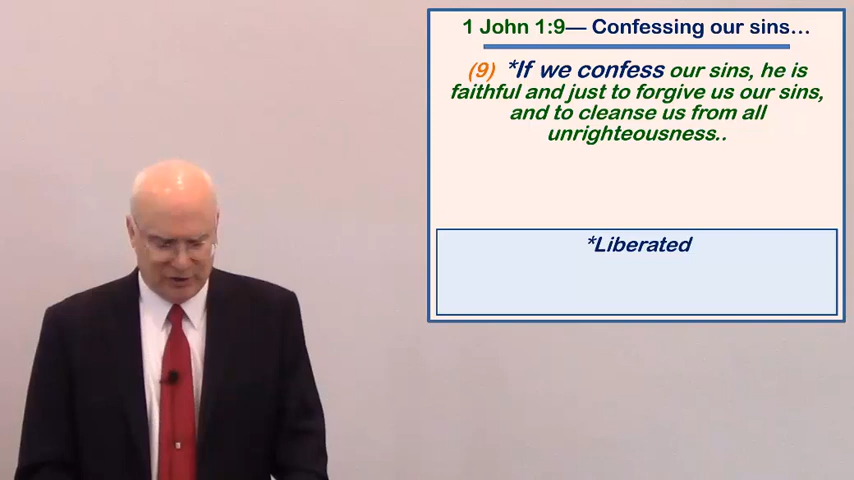 1 John 1:9— Confessing our sins…
(9) *If we confess our sins, he is
faithful and just to forgive us our sins,
and to cleanse us from all
unrighteousness..
*Liberated